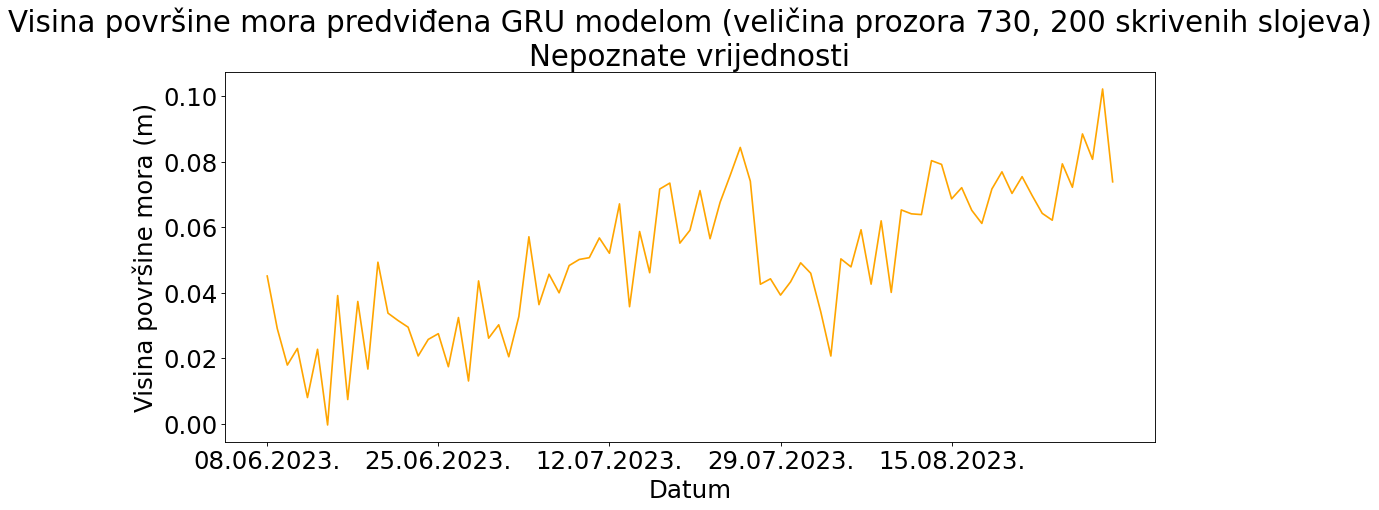 Visina površine mora predviđena GRU modelom (veličina prozora 730, 200 skrivenih slojeva)
Nepoznate vrijednosti
Visina površine mora (m)
0.10
0.08
0.06
0.04
0.02
0.00
08.06.2023. 25.06.2023. 12.07.2023. 29.07.2023. 15.08.2023.
Datum